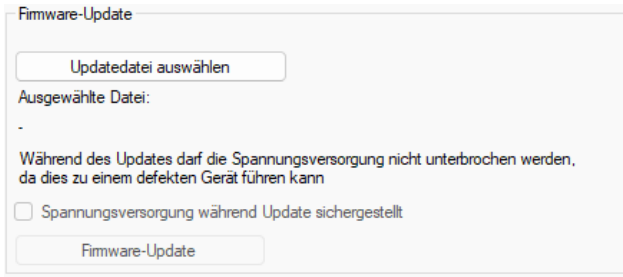 Firmware-Update
Updatedatei auswählen
Ausgewählte Datei:
-
Während des Updates darf die Spannungsversorgung nicht unterbrochen werden,
da dies zu einem defekten Gerät führen kann
Spannungsversorgung während Update sichergestellt
Firmware-Update